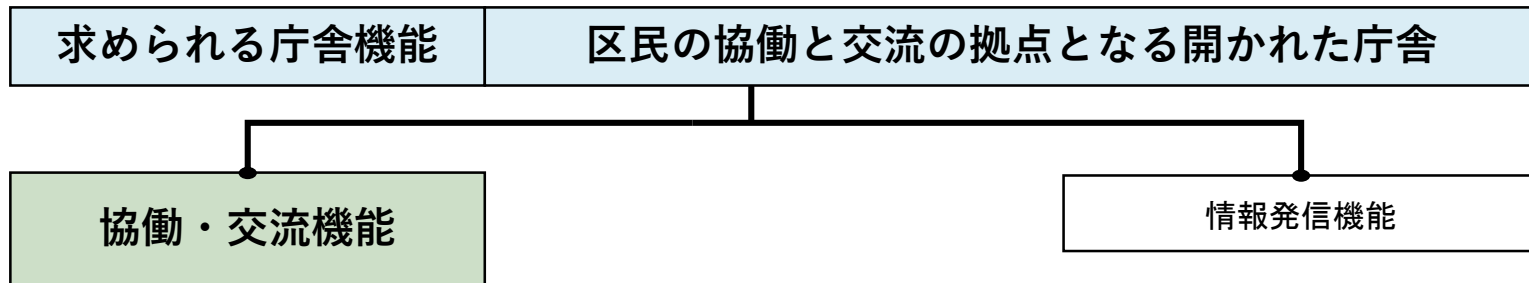 求められる庁舎機能
区民の協働と交流の拠点となる開かれた庁舎
協働・交流機能
情報発信機能